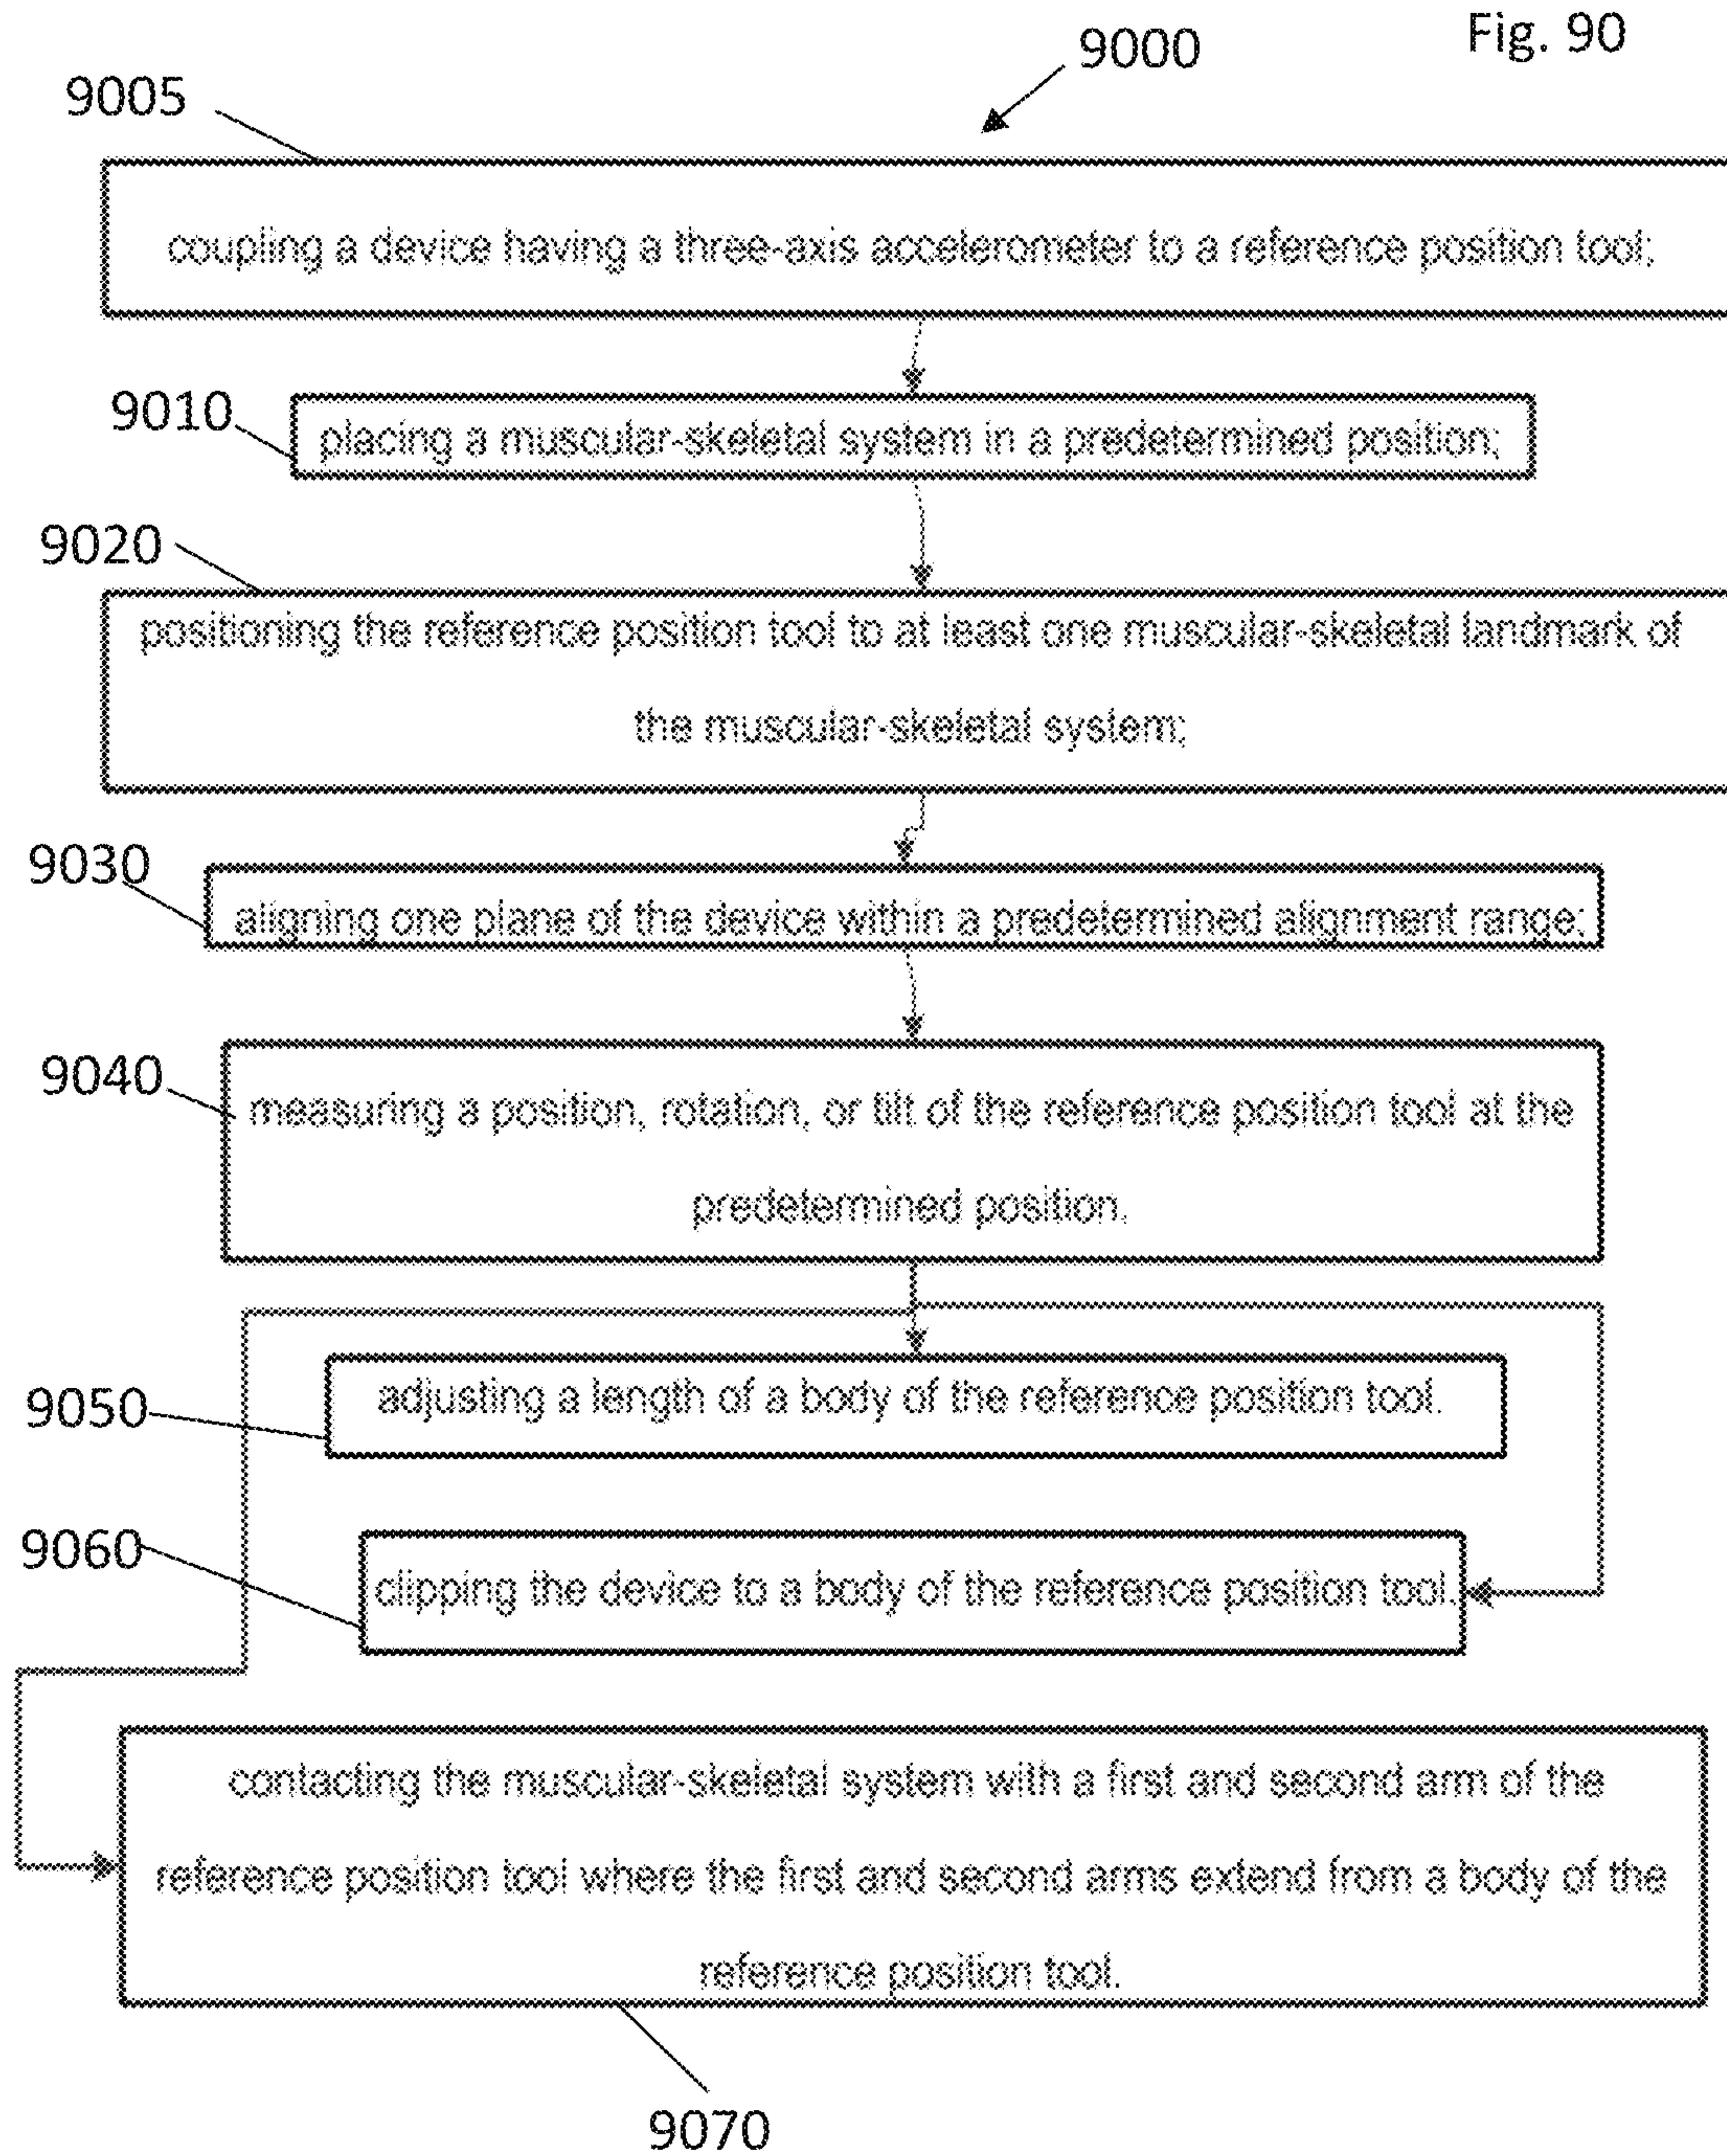 Fig. 90
9000
9005
coupling a device having a three-axis accelerometer to a reference position tool;
9010
placing a muscular-skeletal system in a predetermined position;
9020
positioning the reference position tool to at least one muscular-skeletal landmark of
the muscular-skeletal system;
9030
aligning one plane of the device within a predetermined alignment range;
9040
measuring a position, rotation, or tilt of the reference position tool at the
predetermined position.
9050
adjusting a length of a body of the reference position tool.
9060
clipping the device to a body of the reference position tool.
contacting the muscular-skeletal system with a first and second arm of the
reference position tool where the first and second arms extend from a body of the
reference position tool.
9070